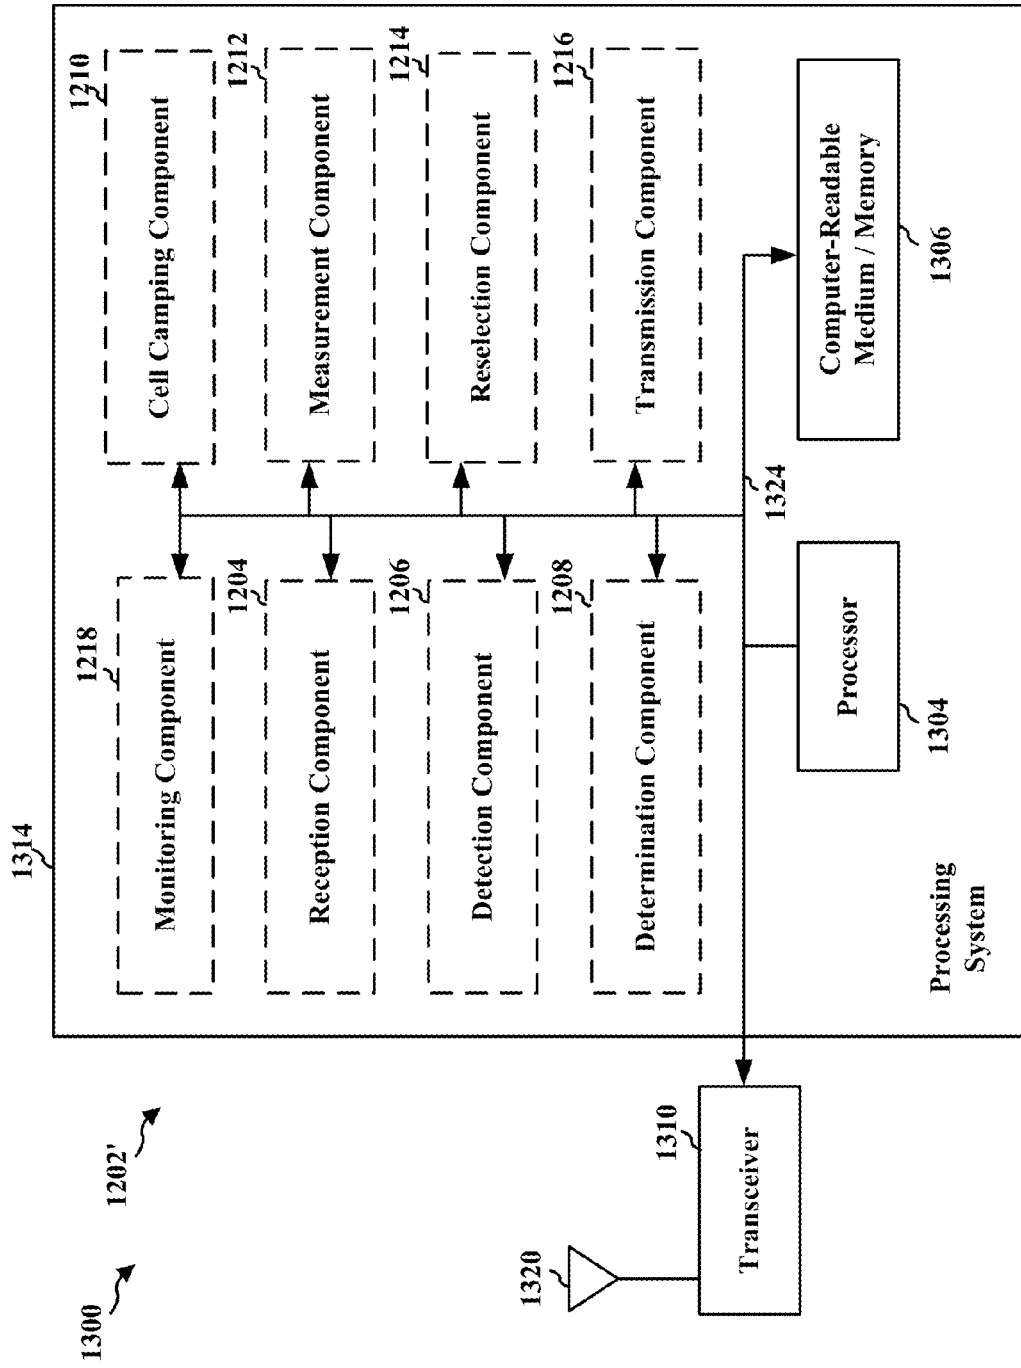 1300
1202'
1314
1218
Monitoring Component
1210
Cell Camping Component
1204
Reception Component
1212
Measurement Component
1206
Detection Component
1214
Reselection Component
1208
Determination Component
1216
Transmission Component
1320
1310
Transceiver
1324
Processor
1304
Computer-Readable
Medium / Memory
1306
Processing
System